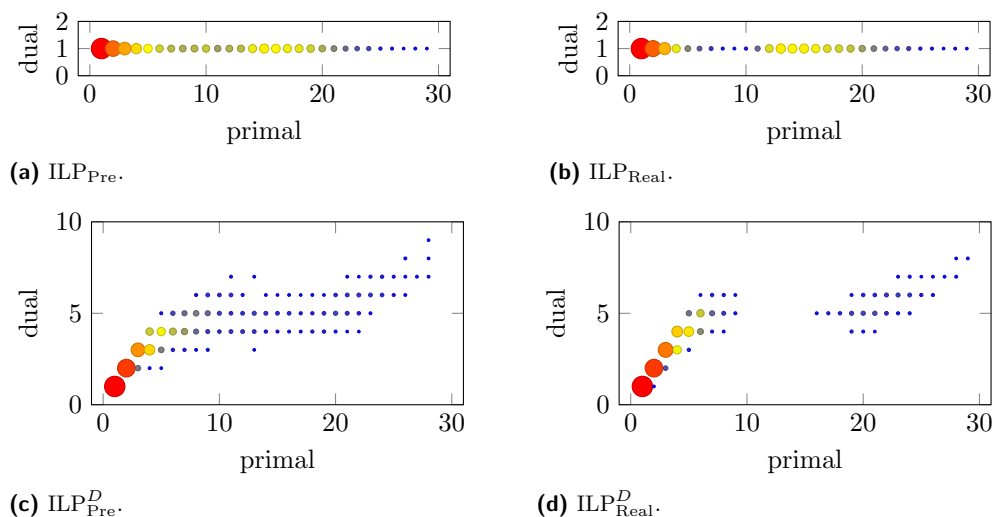 2
1
0
dual
0 10 20 30
primal
(a) ILP_Pre.
2
1
0
dual
0 10 20 30
primal
(b) ILP_Real.
10
5
0
dual
0 10 20 30
primal
(c) ILP^D_Pre.
10
5
0
dual
0 10 20 30
primal
(d) ILP^D_Real.